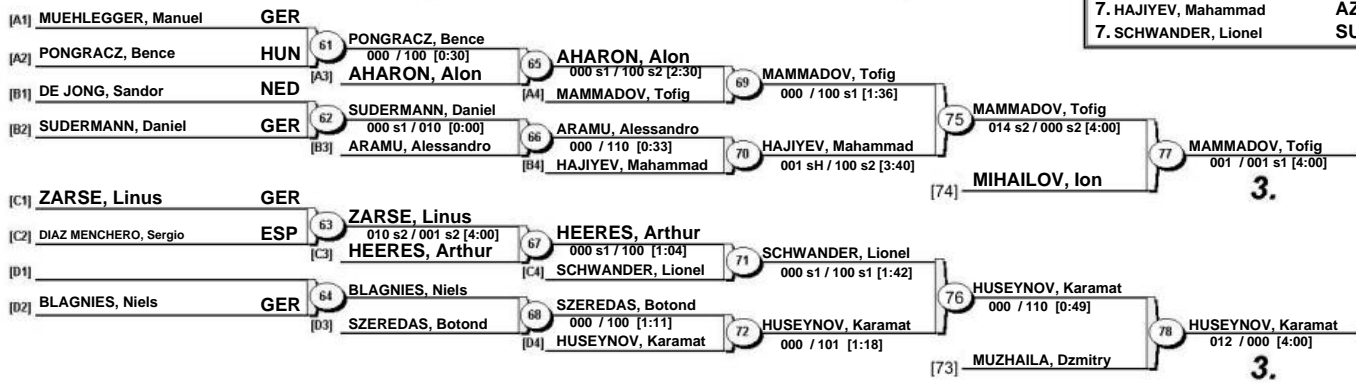 7. HAJIYEV, Mahammad AZ
7. SCHWANDER, Lionel SU
[A1] MUEHLEGGER, Manuel GER
[A2] PONGRACZ, Bence HUN
61
PONGRACZ, Bence
000 / 100 [0:30]
[A3] AHARON, Alon
65
AHARON, Alon
000 s1 / 100 s2 [2:30]
[A4] MAMMADOV, Tofig
69
MAMMADOV, Tofig
000 / 100 s1 [1:36]
[B1] DE JONG, Sandor NED
[B2] SUDERMANN, Daniel GER
62
SUDERMANN, Daniel
000 s1 / 010 [0:00]
[B3] ARAMU, Alessandro
66
ARAMU, Alessandro
000 / 110 [0:33]
[B4] HAJIYEV, Mahammad
70
HAJIYEV, Mahammad
001 sH / 100 s2 [3:40]
75
MAMMADOV, Tofig
014 s2 / 000 s2 [4:00]
[74] MIHAILOV, Ion
77
MAMMADOV, Tofig
001 / 001 s1 [4:00]
3.
[C1] ZARSE, Linus GER
[C2] DIAZ MENCHERO, Sergio ESP
63
ZARSE, Linus
010 s2 / 001 s2 [4:00]
[C3] HEERES, Arthur
67
HEERES, Arthur
000 s1 / 100 [1:04]
[C4] SCHWANDER, Lionel
71
SCHWANDER, Lionel
000 s1 / 100 s1 [1:42]
[D1]
[D2] BLAGNIES, Niels GER
64
BLAGNIES, Niels
[D3] SZEREDAS, Botond
68
SZEREDAS, Botond
000 / 100 [1:11]
[D4] HUSEYNOV, Karamat
72
HUSEYNOV, Karamat
000 / 101 [1:18]
76
HUSEYNOV, Karamat
000 / 110 [0:49]
[73] MUZHAILA, Dzmitry
78
HUSEYNOV, Karamat
012 / 000 [4:00]
3.